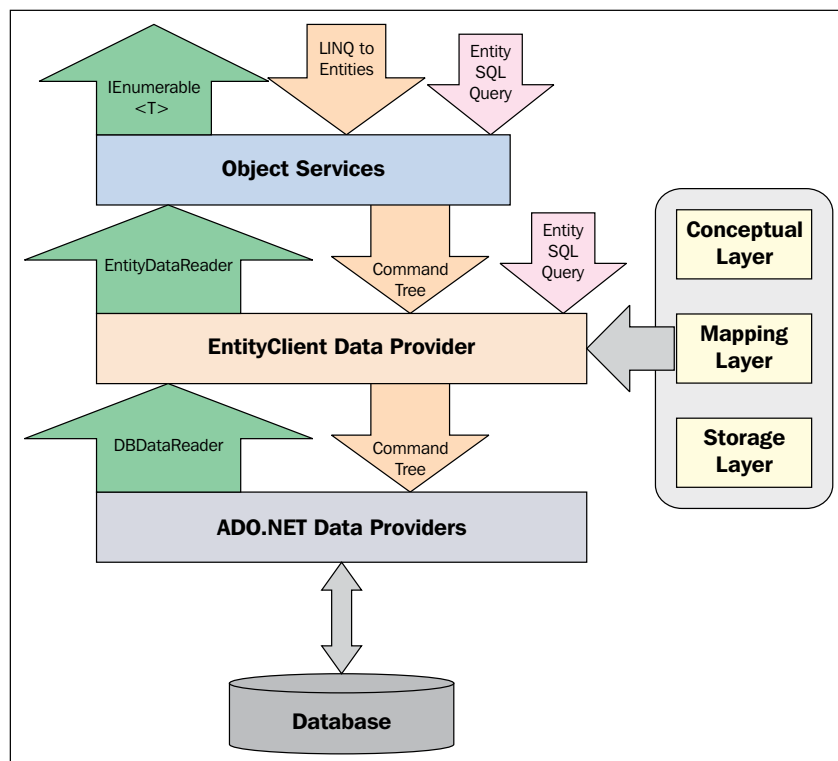 IEnumerable
<T>
LINQ to
Entities
Entity
SQL
Query
Object Services
EntityDataReader
Command
Tree
Entity
SQL
Query
Conceptual
Layer
EntityClient Data Provider
Mapping
Layer
DBDataReader
Command
Tree
Storage
Layer
ADO.NET Data Providers
Database